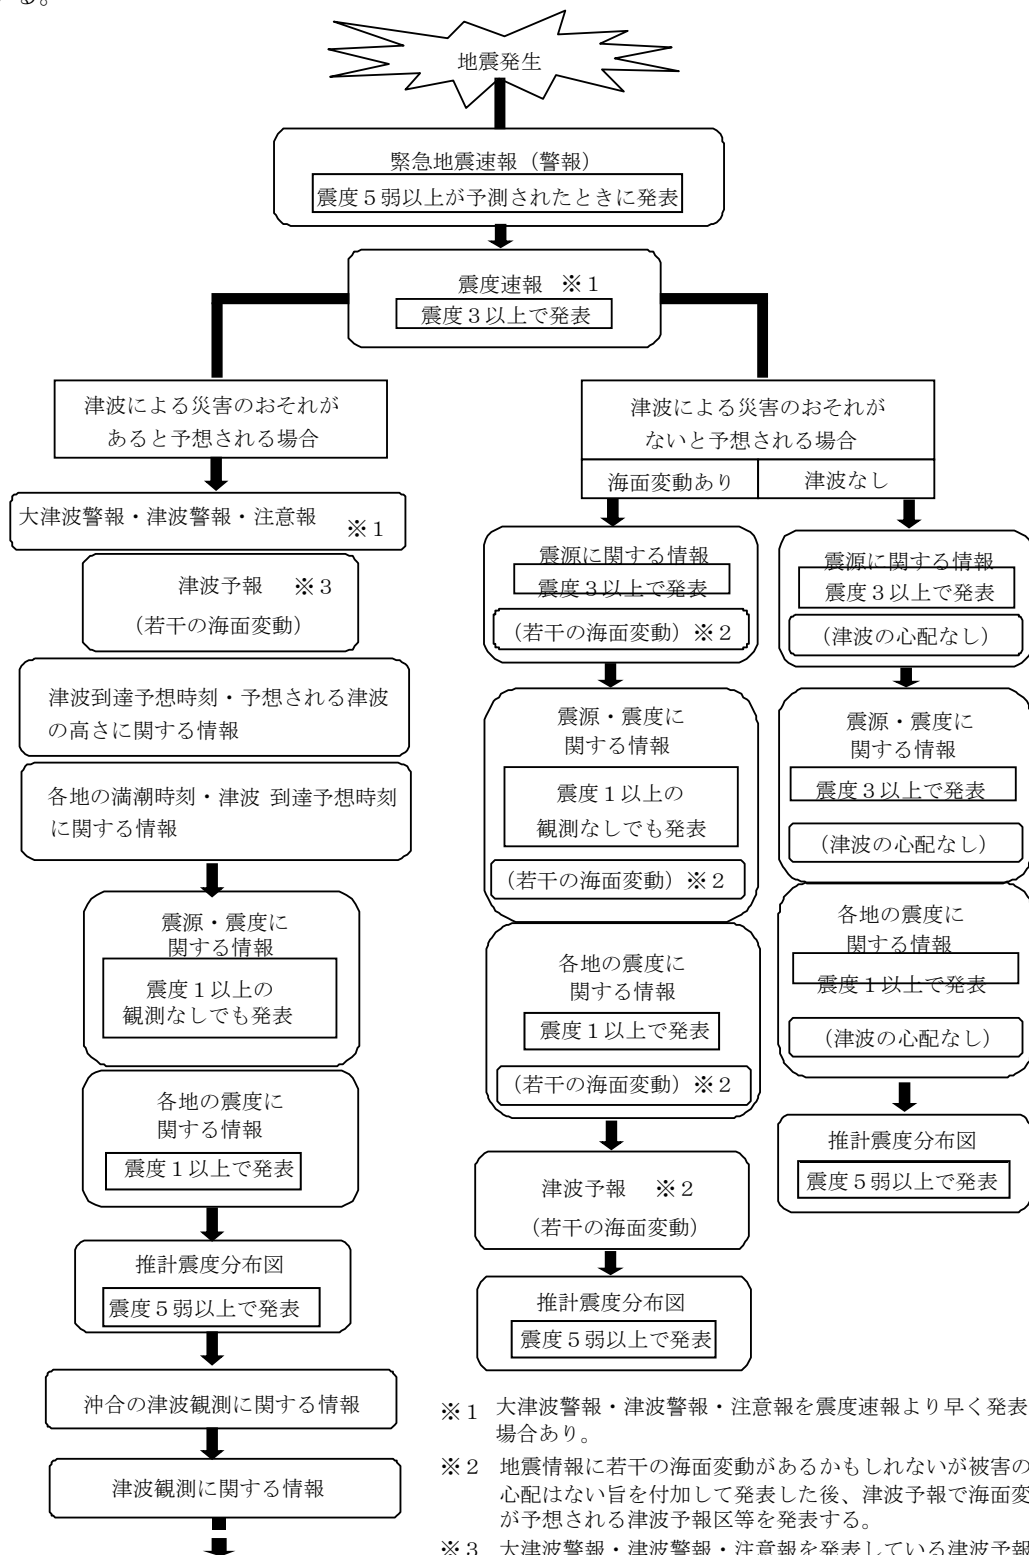 る。
地震発生
緊急地震速報（警報）
震度５弱以上が予測されたときに発表
震度速報　※１
震度３以上で発表
津波による災害のおそれが
あると予想される場合
大津波警報・津波警報・注意報　※１
津波予報　※３
（若干の海面変動）
津波到達予想時刻・予想される津波
の高さに関する情報
各地の満潮時刻・津波 到達予想時刻
に関する情報
震源・震度に
関する情報
震度１以上の
観測なしでも発表
各地の震度に
関する情報
震度１以上で発表
推計震度分布図
震度５弱以上で発表
沖合の津波観測に関する情報
津波観測に関する情報
津波による災害のおそれが
ないと予想される場合
海面変動あり
震源に関する情報
震度３以上で発表
（若干の海面変動）※２
震源・震度に
関する情報
震度１以上の
観測なしでも発表
（若干の海面変動）※２
各地の震度に
関する情報
震度１以上で発表
（若干の海面変動）※２
津波予報　※２
（若干の海面変動）
推計震度分布図
震度５弱以上で発表
津波なし
震源に関する情報
震度３以上で発表
（津波の心配なし）
震源・震度に
関する情報
震度３以上で発表
（津波の心配なし）
各地の震度に
関する情報
震度１以上で発表
（津波の心配なし）
推計震度分布図
震度５弱以上で発表
※１　大津波警報・津波警報・注意報を震度速報より早く発表
場合あり。
※２　地震情報に若干の海面変動があるかもしれないが被害の
心配はない旨を付加して発表した後、津波予報で海面変
が予想される津波予報区等を発表する。
※３　大津波警報・津波警報・注意報を発表している津波予報